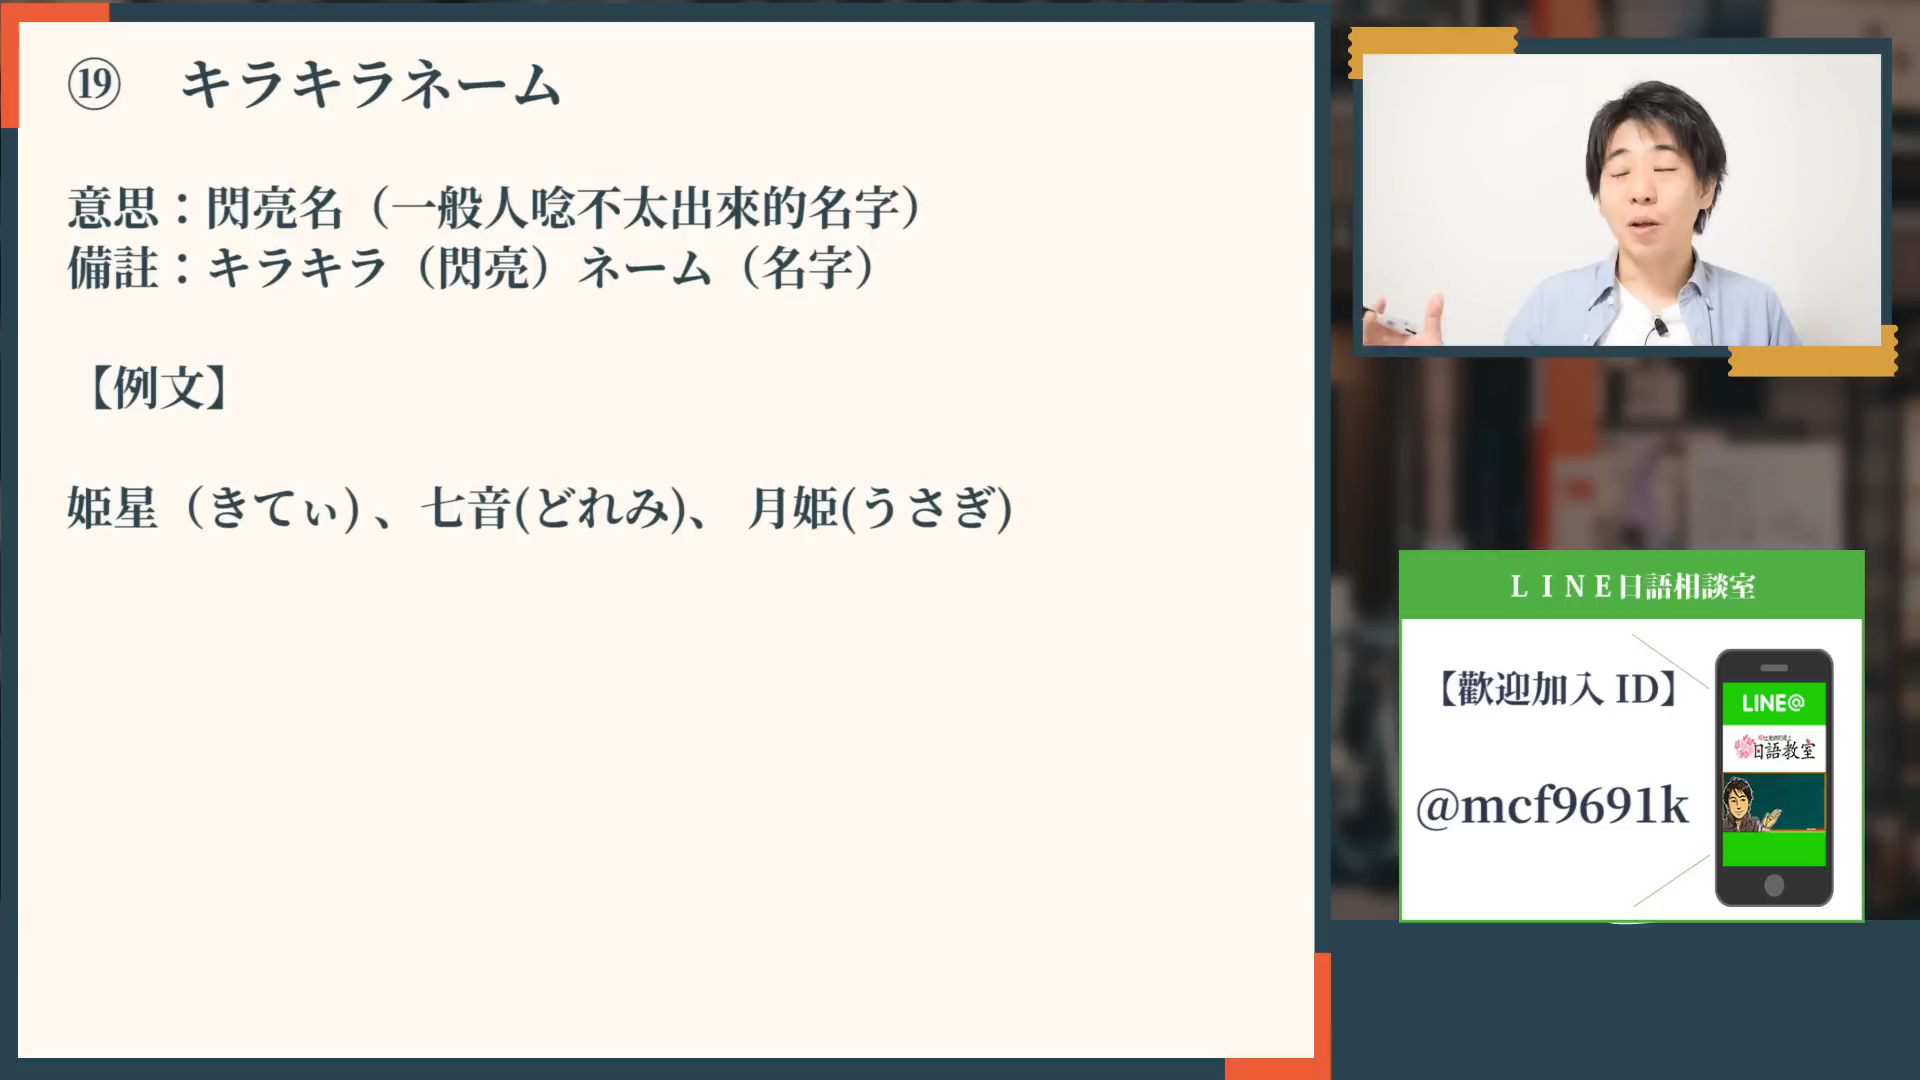 ⑲　キラキラネーム
意思：閃亮名（一般人唸不太出來的名字）
備註：キラキラ（閃亮）ネーム（名字）
【例文】
姫星（きてぃ）、七音(どれみ)、 月姫(うさぎ)
ＬＩＮＥ日語相談室
【歡迎加入 ID】
@mcf9691k
LINE@
日語教室